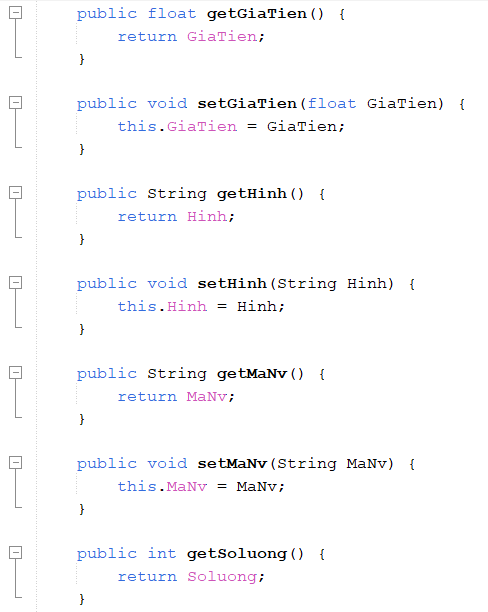 public float getGiaTien() {
return GiaTien;
}
public void setGiaTien(float GiaTien) {
this.GiaTien = GiaTien;
}
public String getHinh() {
return Hinh;
}
public void setHinh(String Hinh) {
this.Hinh = Hinh;
}
public String getMaNv() {
return MaNv;
}
public void setMaNv(String MaNv) {
this.MaNv = MaNv;
}
public int getSoluong() {
return Soluong;
}